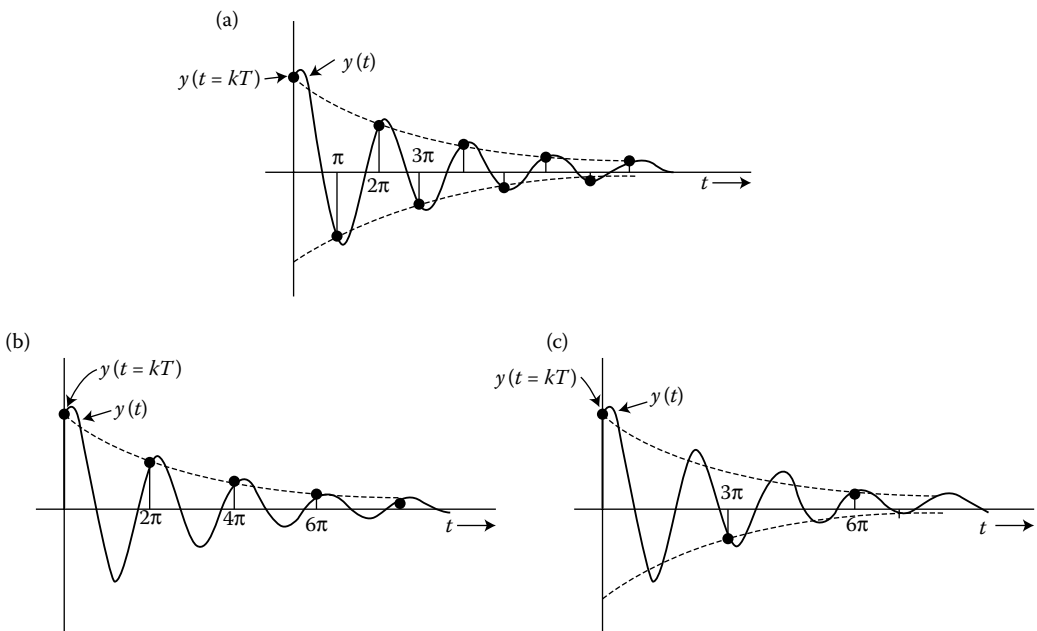 (a)
y(t = kT)
y(t)
π
2π
3π
t
(b)
y(t = kT)
y(t)
2π
4π
6π
t
(c)
y(t = kT)
y(t)
3π
6π
t